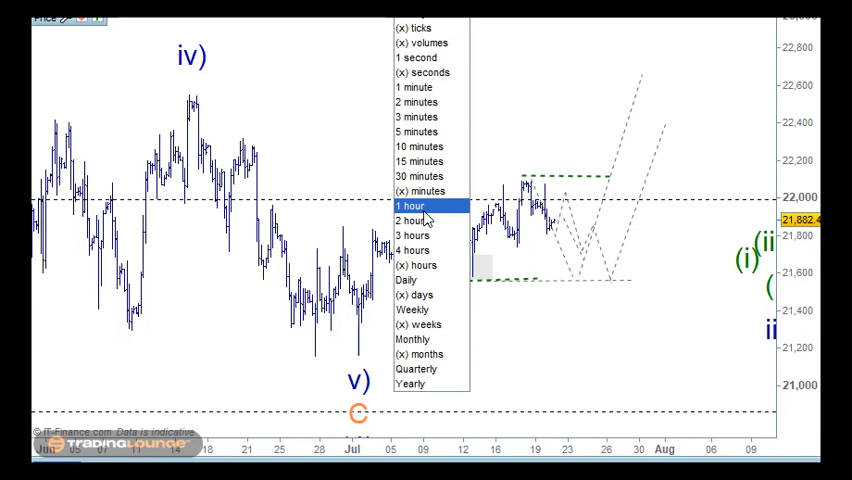 Price
iv)
(x) ticks
(x) volumes
1 second
(x) seconds
1 minute
2 minutes
3 minutes
5 minutes
10 minutes
15 minutes
30 minutes
(x) minutes
1 hour
2 hour
3 hours
4 hours
(x) hours
Daily
(x) days
Weekly
(x) weeks
Monthly
(x) months
Quarterly
Yearly
22,800
22,600
22,400
22,200
22,000
21,882.4
21,800
21,600
21,400
21,200
21,000
(ii
(i)
(
ii
v)
C
© IT-Finance.com Data is indicative
TRADINGLOUNGE
Jun 05 07 11 14 18 21 25 28 Jul 05 09 12 16 19 23 26 30 Aug 06 09